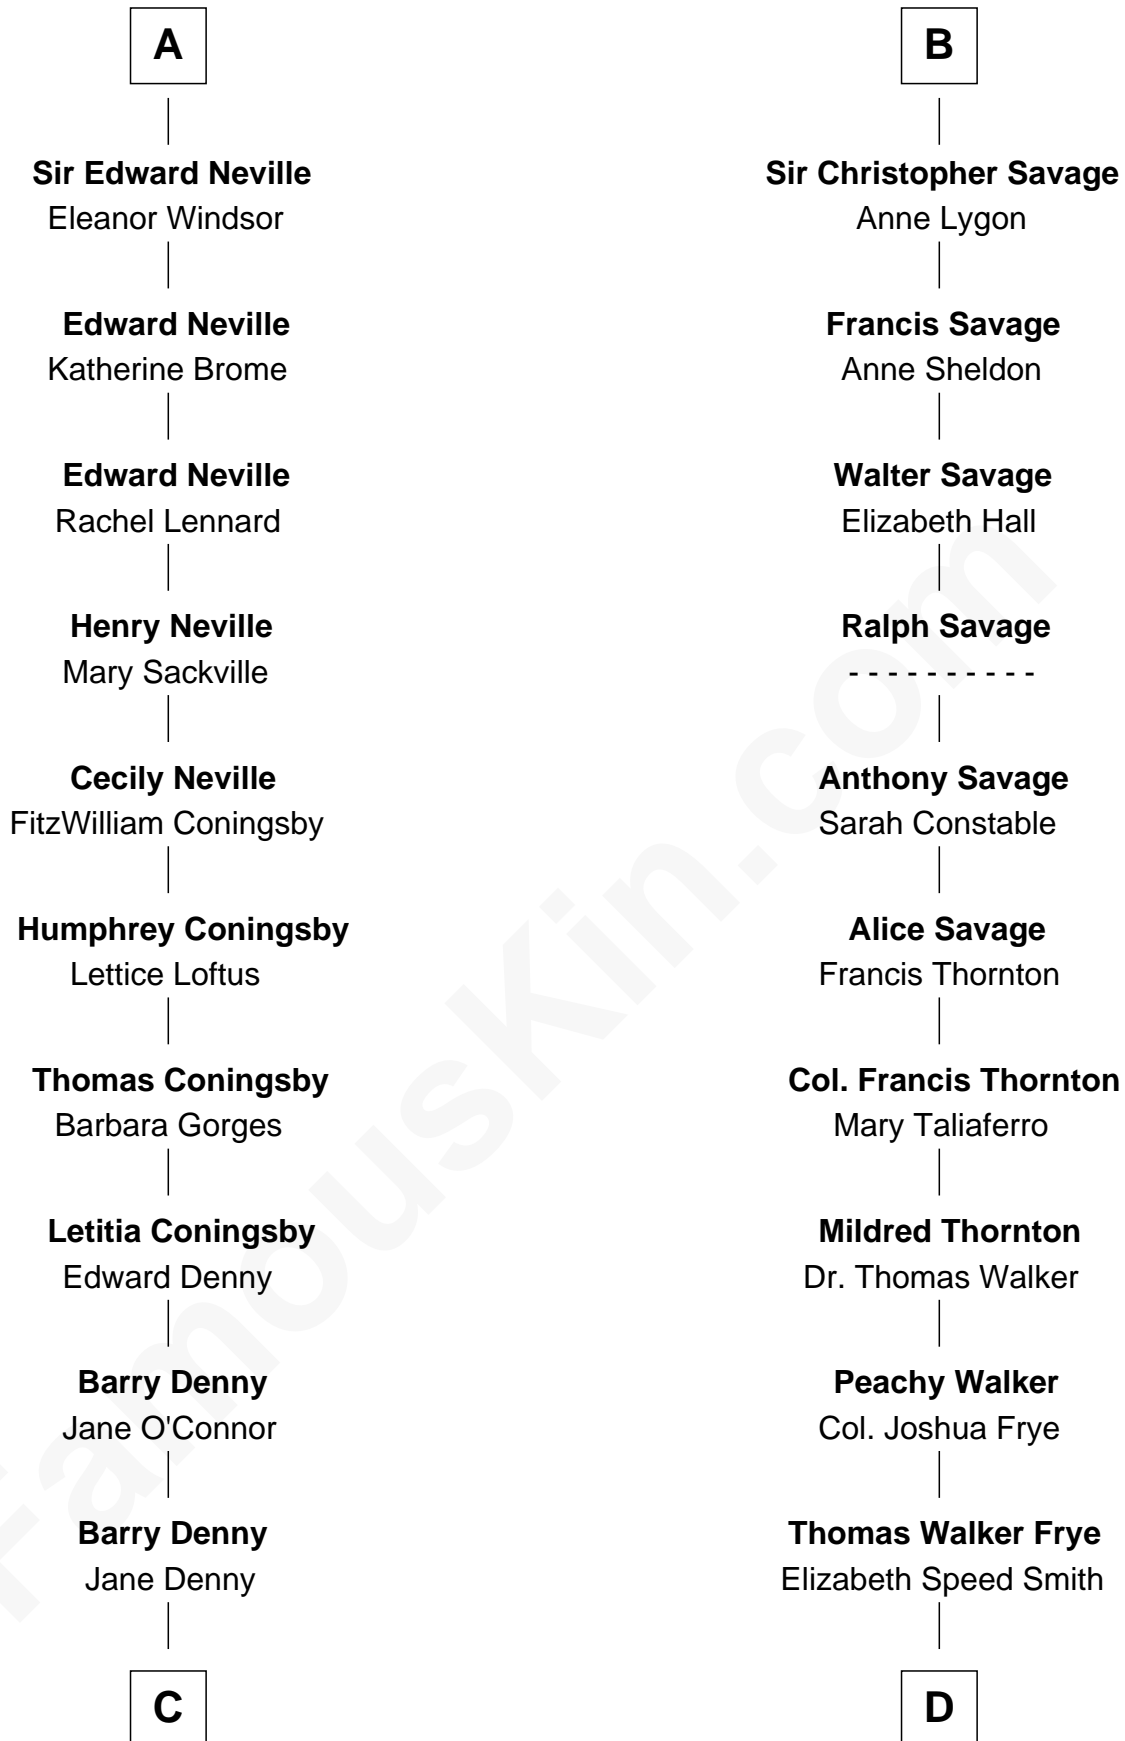 A
Sir Edward Neville
Eleanor Windsor
Edward Neville
Katherine Brome
Edward Neville
Rachel Lennard
Henry Neville
Mary Sackville
Cecily Neville
FitzWilliam Coningsby
Humphrey Coningsby
Lettice Loftus
Thomas Coningsby
Barbara Gorges
Letitia Coningsby
Edward Denny
Barry Denny
Jane O'Connor
Barry Denny
Jane Denny
C
B
Sir Christopher Savage
Anne Lygon
Francis Savage
Anne Sheldon
Walter Savage
Elizabeth Hall
Ralph Savage
- - - - - - - - - -
Anthony Savage
Sarah Constable
Alice Savage
Francis Thornton
Col. Francis Thornton
Mary Taliaferro
Mildred Thornton
Dr. Thomas Walker
Peachy Walker
Col. Joshua Frye
Thomas Walker Frye
Elizabeth Speed Smith
D
FamousKin.com